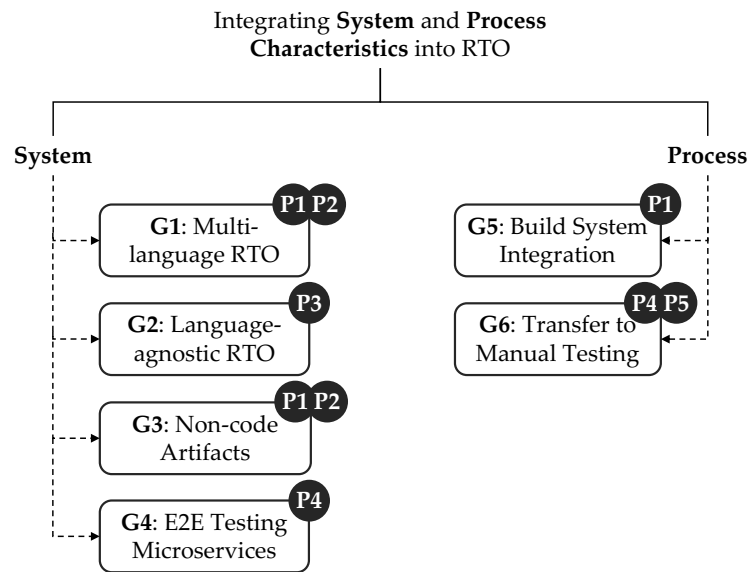 Integrating System and Process
Characteristics into RTO
System
Process
P1 P2
G1: Multi-
language RTO
P3
G2: Language-
agnostic RTO
P1 P2
G3: Non-code
Artifacts
P4
G4: E2E Testing
Microservices
P1
G5: Build System
Integration
P4 P5
G6: Transfer to
Manual Testing